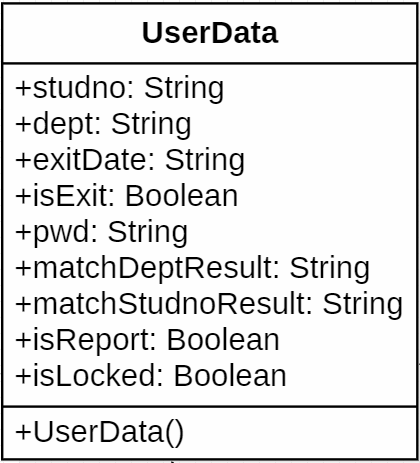 UserData
+studno: String
+dept: String
+exitDate: String
+isExit: Boolean
+pwd: String
+matchDeptResult: String
+matchStudnoResult: String
+isReport: Boolean
+isLocked: Boolean
+UserData()